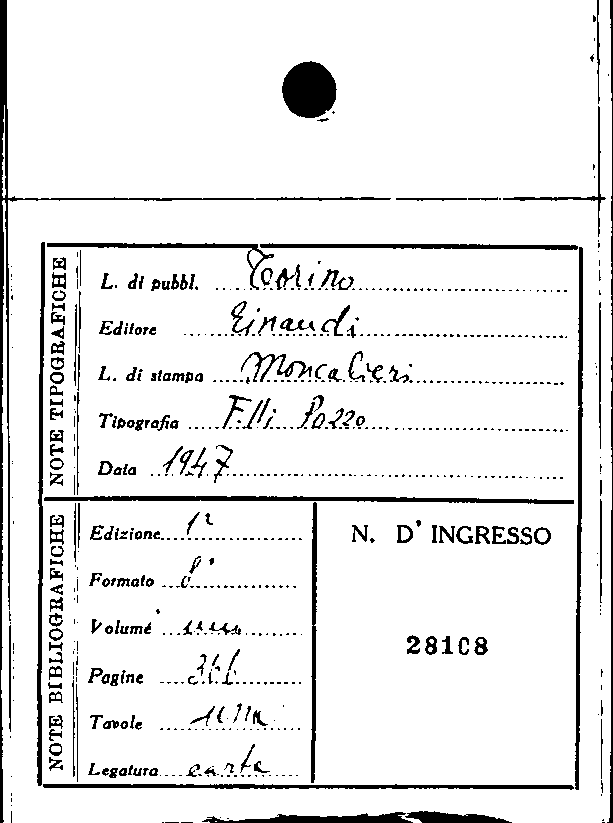 NOTE TIPOGRAFICHE
L. di pubbl. Torino
Editore Einaudi
L. di stampa Moncalieri
Tipografia F.lli Pozzo
Data 1947
NOTE BIBLIOGRAFICHE
Edizione 1ª
Formato 8°
Volume uno
Pagine 366
Tavole
Legatura carta
N. D' INGRESSO
28108